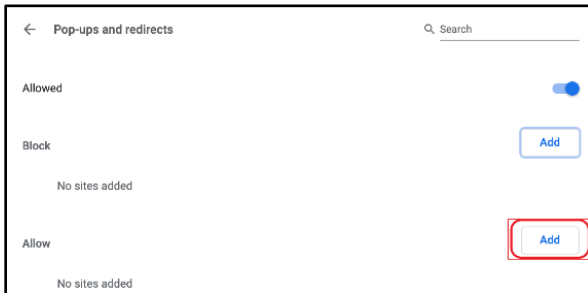 Pop-ups and redirects
Search
Allowed
Block
Add
No sites added
Allow
Add
No sites added